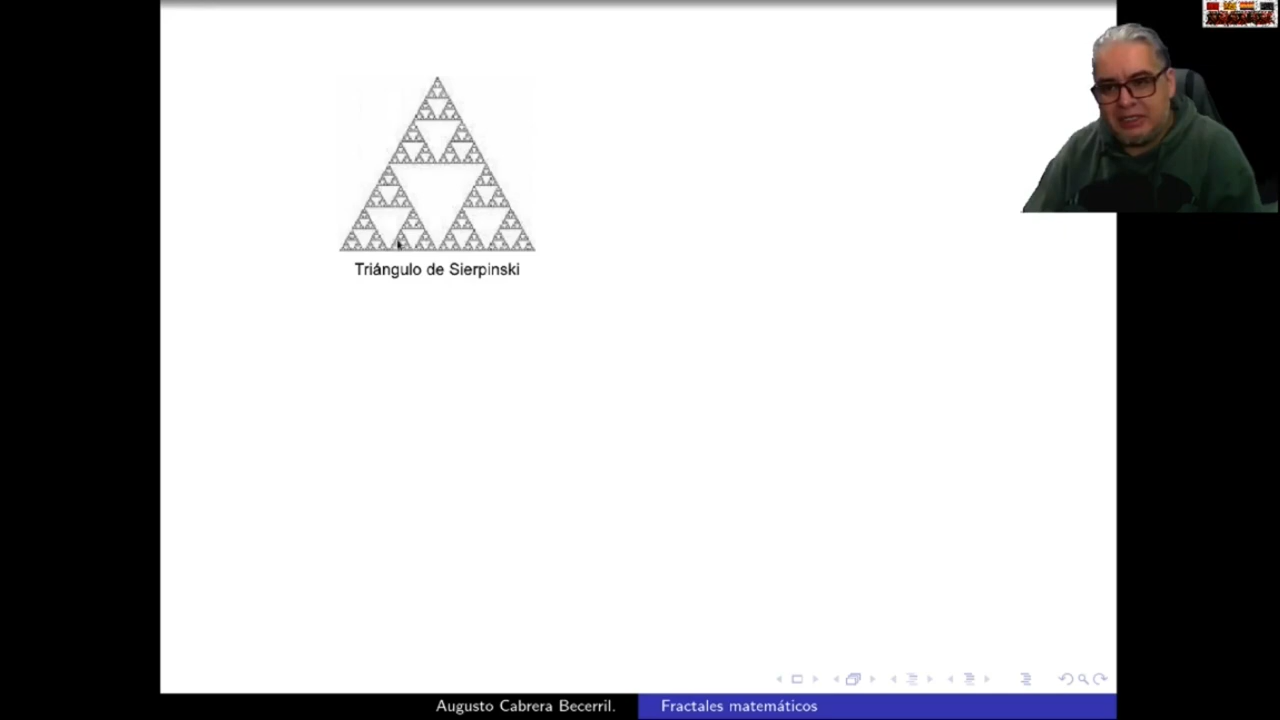 Triángulo de Sierpinski
Augusto Cabrera Becerril.
Fractales matemáticos